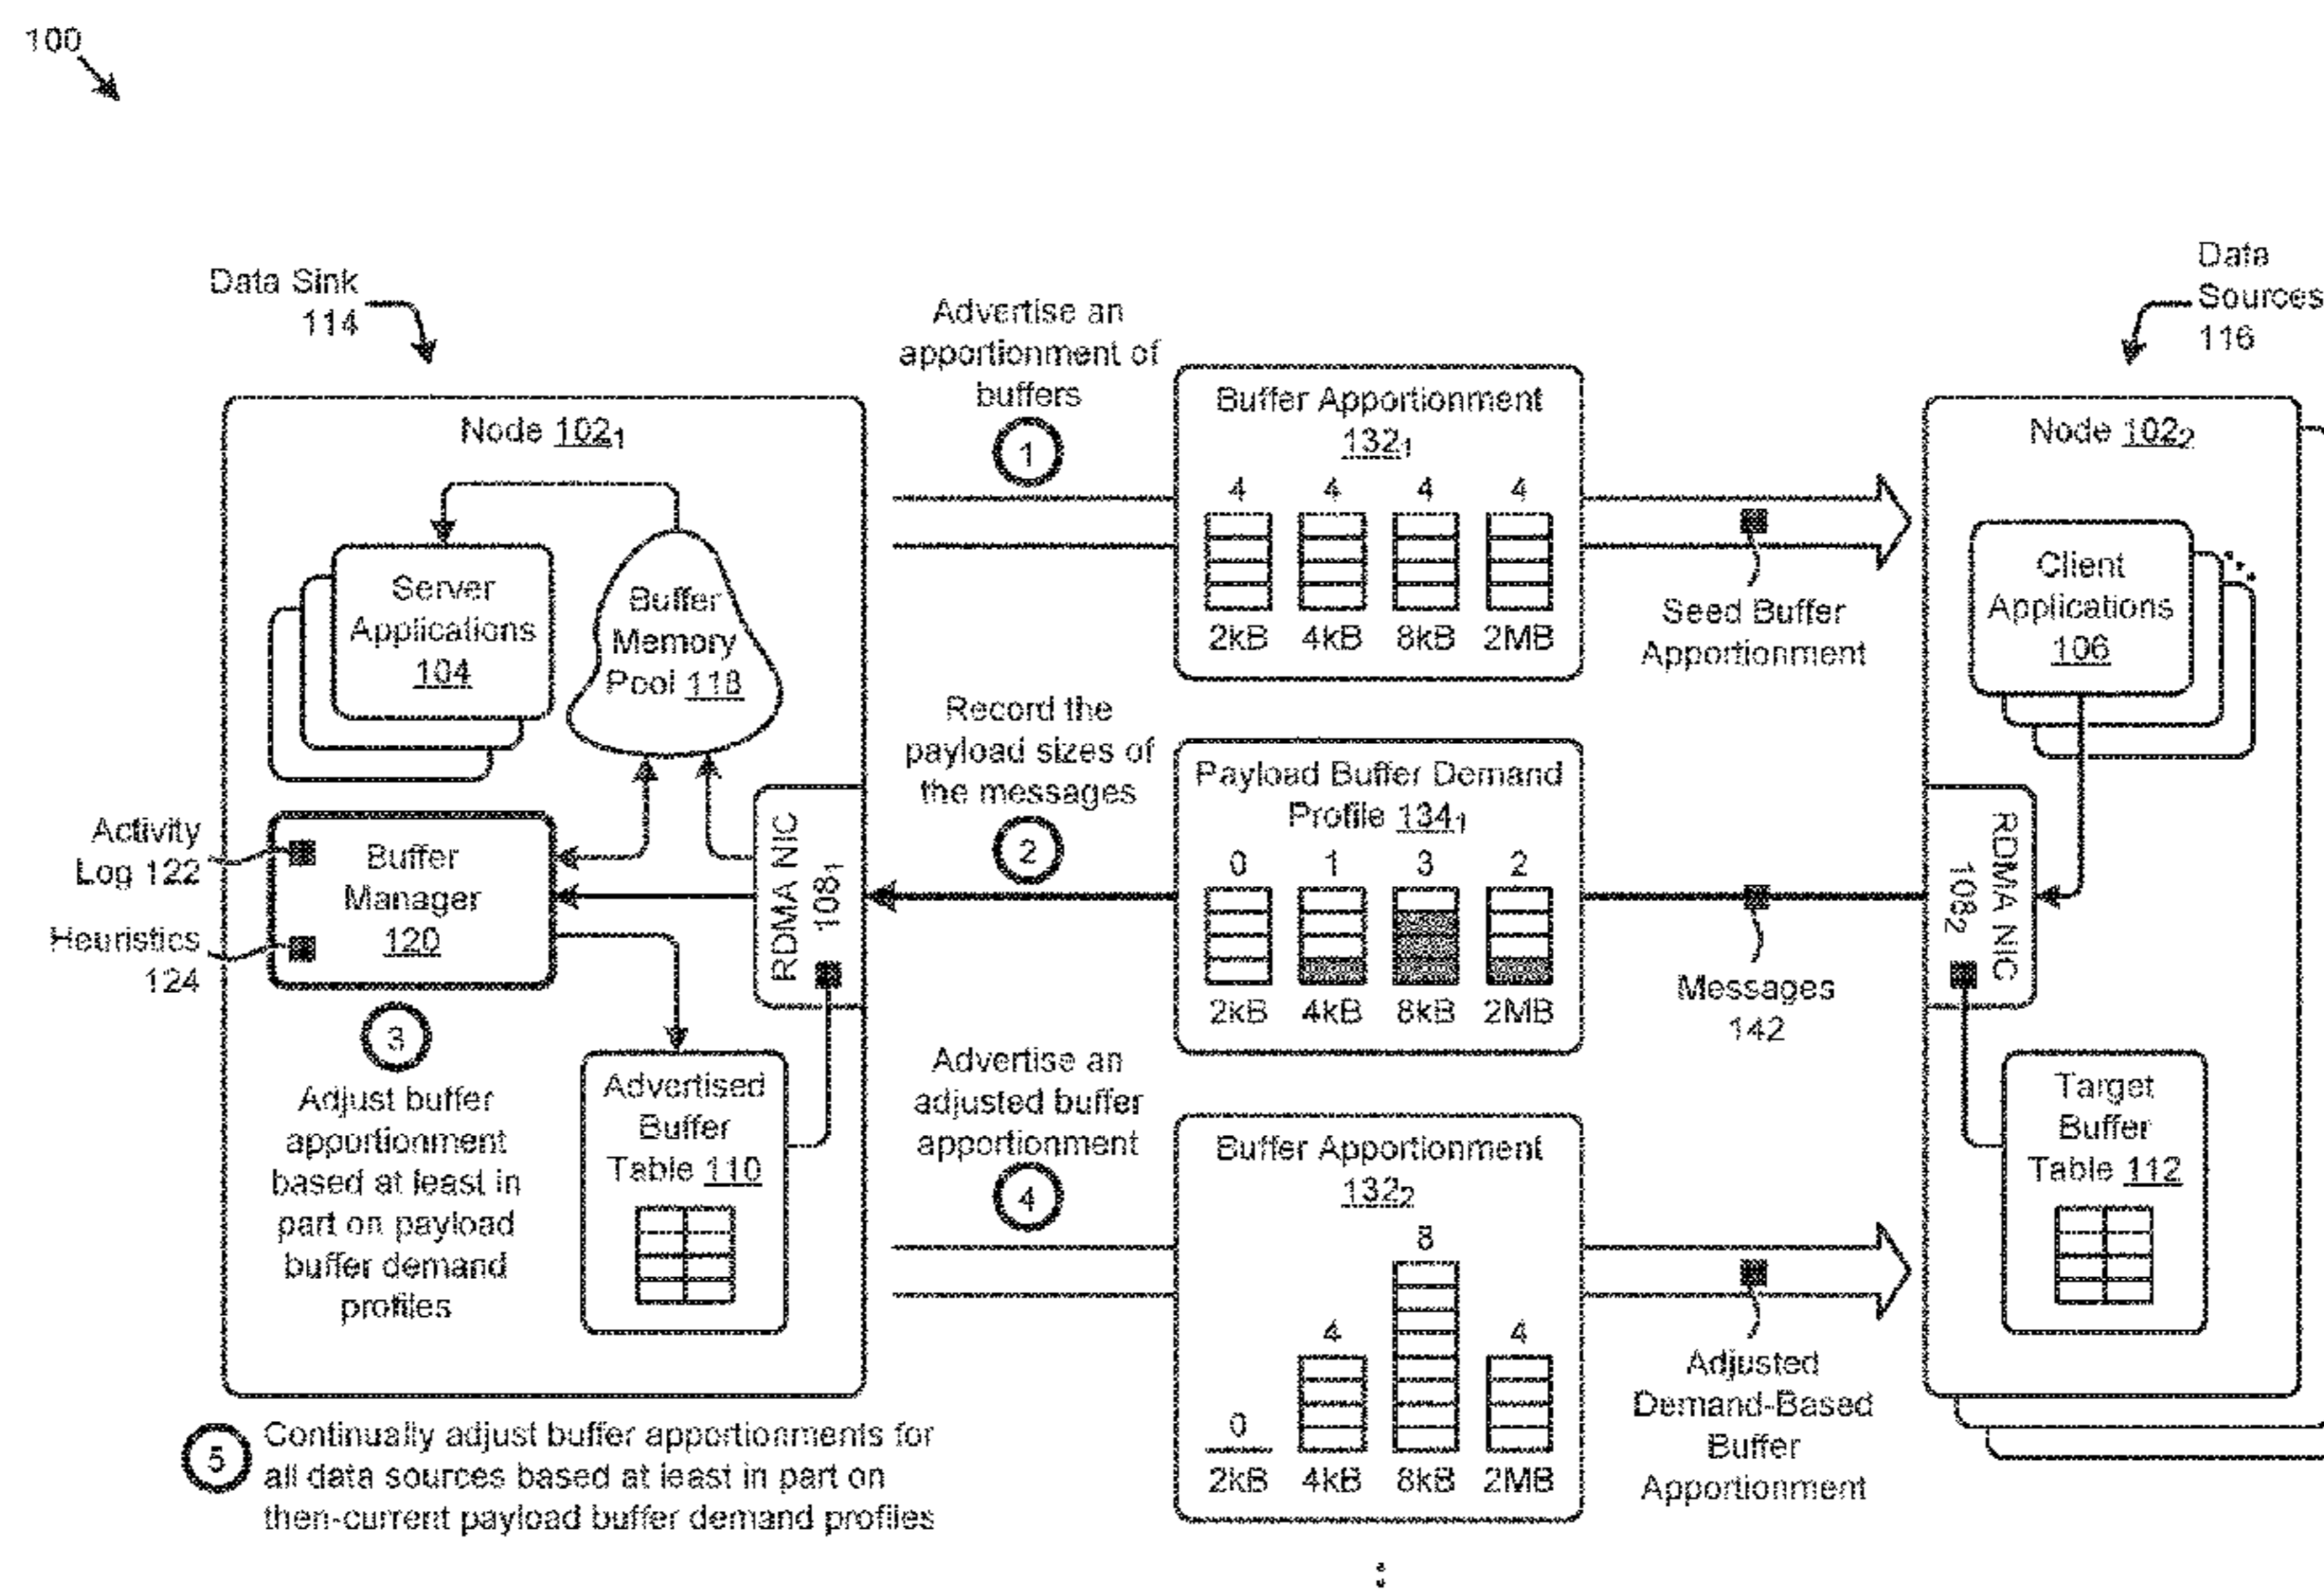 100
Data Sink
114
Node 102₁
Server
Applications
104
Buffer
Memory
Pool 118
Activity
Log 122
Heuristics
124
Buffer
Manager
120
RDMA NIC
108₁
3
Adjust buffer
apportionment
based at least in
part on payload
buffer demand
profiles
Advertised
Buffer
Table 110
5
Continually adjust buffer apportionments for
all data sources based at least in part on
then-current payload buffer demand profiles
Advertise an
apportionment of
buffers
1
Buffer Apportionment
132₁
4 4 4 4
2kB 4kB 8kB 2MB
Seed Buffer
Apportionment
Record the
payload sizes of
the messages
2
Payload Buffer Demand
Profile 134₁
0 1 3 2
2kB 4kB 8kB 2MB
Messages
142
Advertise an
adjusted buffer
apportionment
4
Buffer Apportionment
132₂
0 4 8 4
2kB 4kB 8kB 2MB
Adjusted
Demand-Based
Buffer
Apportionment
Data
Sources
116
Node 102₂
Client
Applications
106
RDMA NIC
108₂
Target
Buffer
Table 112